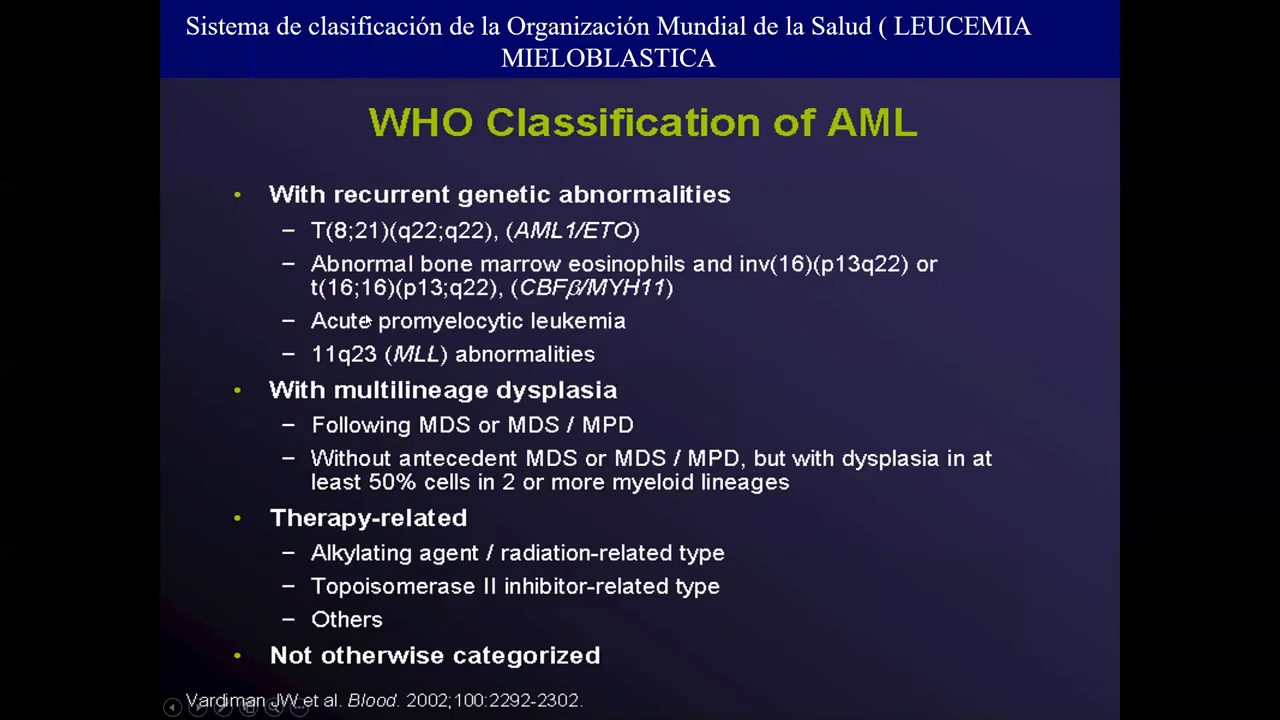 Sistema de clasificación de la Organización Mundial de la Salud ( LEUCEMIA
MIELOBLASTICA
WHO Classification of AML
• With recurrent genetic abnormalities
– T(8;21)(q22;q22), (AML1/ETO)
– Abnormal bone marrow eosinophils and inv(16)(p13q22) or
t(16;16)(p13;q22), (CBFβ/MYH11)
– Acute promyelocytic leukemia
– 11q23 (MLL) abnormalities
• With multilineage dysplasia
– Following MDS or MDS / MPD
– Without antecedent MDS or MDS / MPD, but with dysplasia in at
least 50% cells in 2 or more myeloid lineages
• Therapy-related
– Alkylating agent / radiation-related type
– Topoisomerase II inhibitor-related type
– Others
• Not otherwise categorized
Vardiman JW et al. Blood. 2002;100:2292-2302.